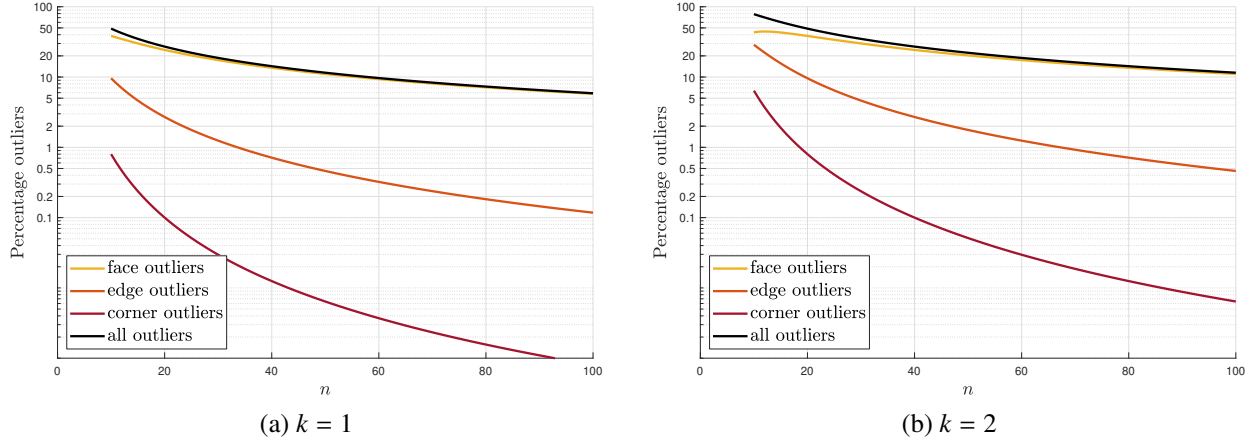 100
50
20
10
5
2
1
0.5
0.2
0.1
Percentage outliers
face outliers
edge outliers
corner outliers
all outliers
0 20 40 60 80 100
n
(a) k = 1
100
50
20
10
5
2
1
0.5
0.2
0.1
Percentage outliers
face outliers
edge outliers
corner outliers
all outliers
0 20 40 60 80 100
n
(b) k = 2